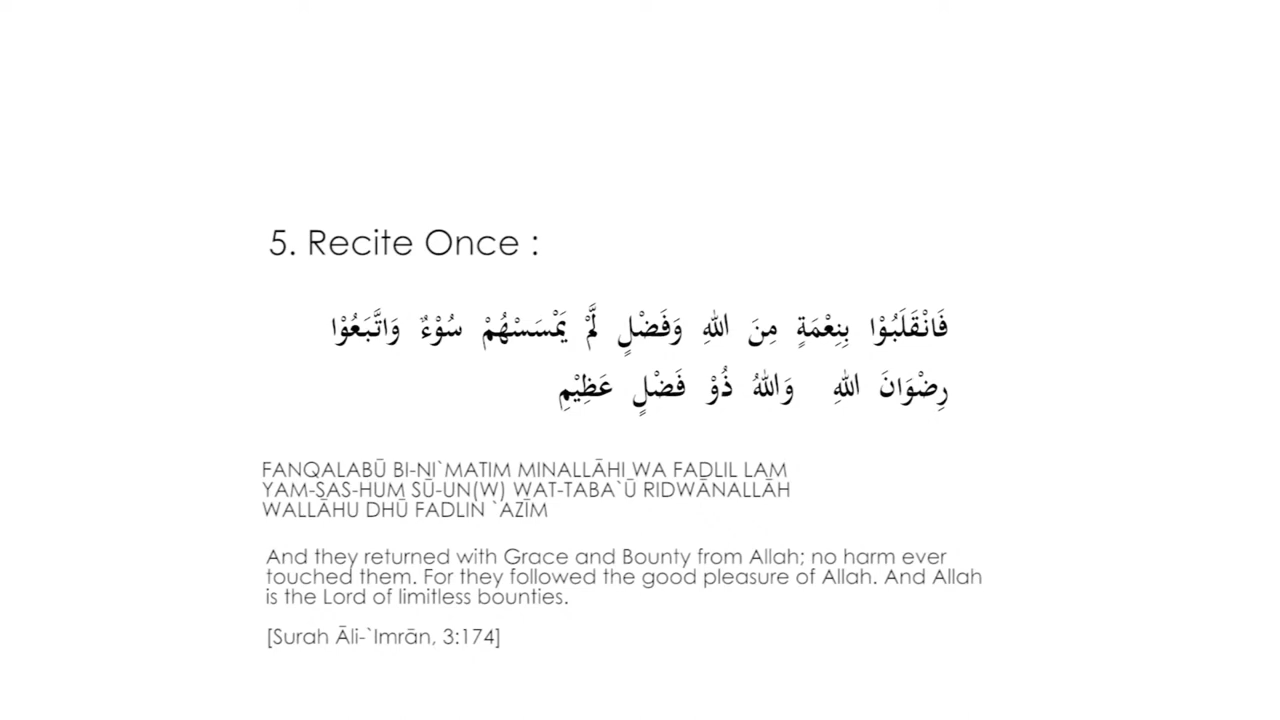 5. Recite Once :
فَانْقَلَبُوْا بِنِعْمَةٍ مِنَ اللهِ وَفَضْلٍ لَّمْ يَمْسَسْهُمْ سُوْءٌ وَاتَّبَعُوْا
رِضْوَانَ اللهِ وَاللهُ ذُوْ فَضْلٍ عَظِيْمِ
FANQALABŪ BI-NI`MATIM MINALLĀHI WA FADLIL LAM
YAM-SAS-HUM SŪ-UN(W) WAT-TABA`Ū RIDWĀNALLĀH
WALLĀHU DHŪ FADLIN `AZĪM
And they returned with Grace and Bounty from Allah; no harm ever
touched them. For they followed the good pleasure of Allah. And Allah
is the Lord of limitless bounties.
[Surah Āli-`Imrān, 3:174]